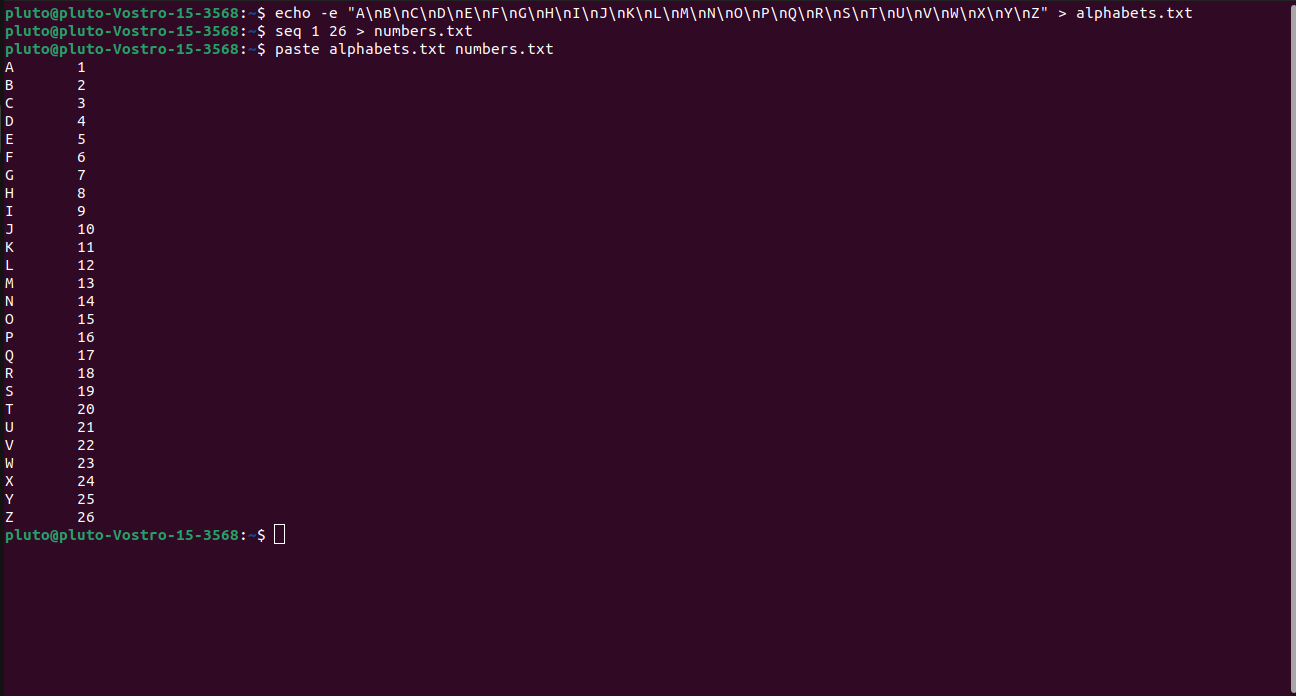 pluto@pluto-Vostro-15-3568:~$ echo -e "A\nB\nC\nD\nE\nF\nG\nH\nI\nJ\nK\nL\nM\nN\nO\nP\nQ\nR\nS\nT\nU\nV\nW\nX\nY\nZ" > alphabets.txt
pluto@pluto-Vostro-15-3568:~$ seq 1 26 > numbers.txt
pluto@pluto-Vostro-15-3568:~$ paste alphabets.txt numbers.txt
A	1
B	2
C	3
D	4
E	5
F	6
G	7
H	8
I	9
J	10
K	11
L	12
M	13
N	14
O	15
P	16
Q	17
R	18
S	19
T	20
U	21
V	22
W	23
X	24
Y	25
Z	26
pluto@pluto-Vostro-15-3568:~$